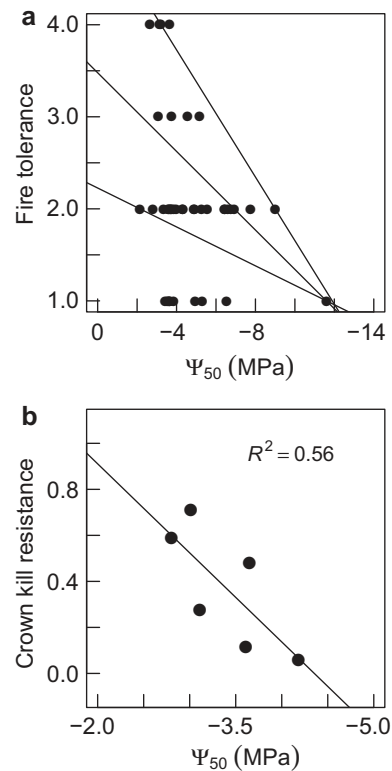 a
4.0
3.0
2.0
1.0
Fire tolerance
0 −4 −8 −14
Ψ50 (MPa)
b
R² = 0.56
0.8
0.4
0.0
Crown kill resistance
−2.0 −3.5 −5.0
Ψ50 (MPa)